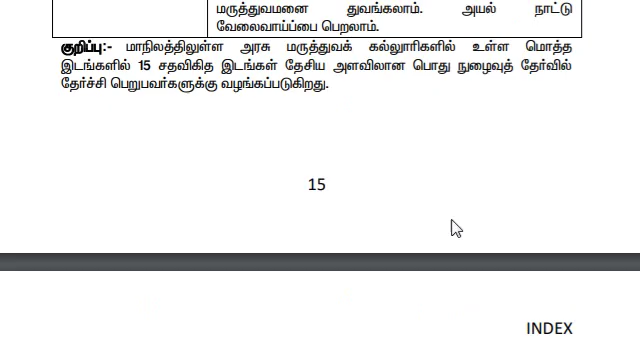 மருத்துவமனை துவங்கலாம். அயல் நாட்டு
வேலைவாய்ப்பை பெறலாம்.
குறிப்பு:- மாநிலத்திலுள்ள அரசு மருத்துவக் கல்லூரிகளில் உள்ள மொத்த
இடங்களில் 15 சதவிகித இடங்கள் தேசிய அளவிலான பொது நுழைவுத் தேர்வில்
தேர்ச்சி பெறுபவர்களுக்கு வழங்கப்படுகிறது.
15
INDEX